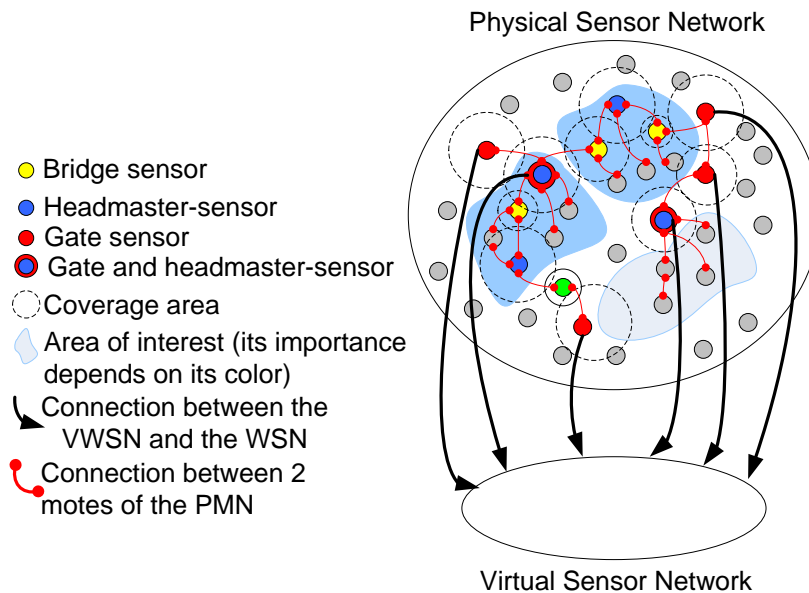 Physical Sensor Network
Bridge sensor
Headmaster-sensor
Gate sensor
Gate and headmaster-sensor
Coverage area
Area of interest (its importance
depends on its color)
Connection between the
VWSN and the WSN
Connection between 2
motes of the PMN
Virtual Sensor Network